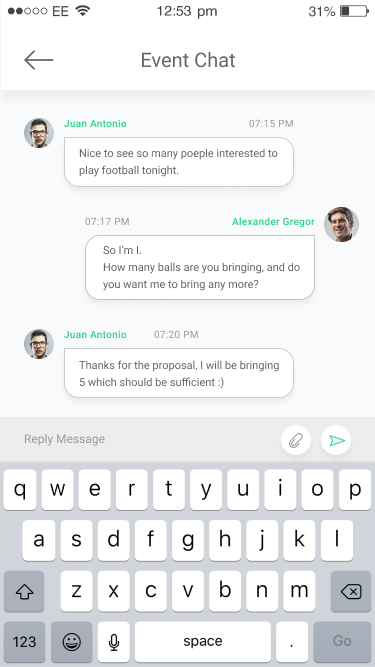 EE 12:53 pm 31%
Event Chat
Juan Antonio 07:15 PM
Nice to see so many poeple interested to
play football tonight.
07:17 PM Alexander Gregor
So I'm I.
How many balls are you bringing, and do
you want me to bring any more?
Juan Antonio 07:20 PM
Thanks for the proposal, I will be bringing
5 which should be sufficient :)
Reply Message
q w e r t y u i o p
a s d f g h j k l
z x c v b n m
123 space . Go